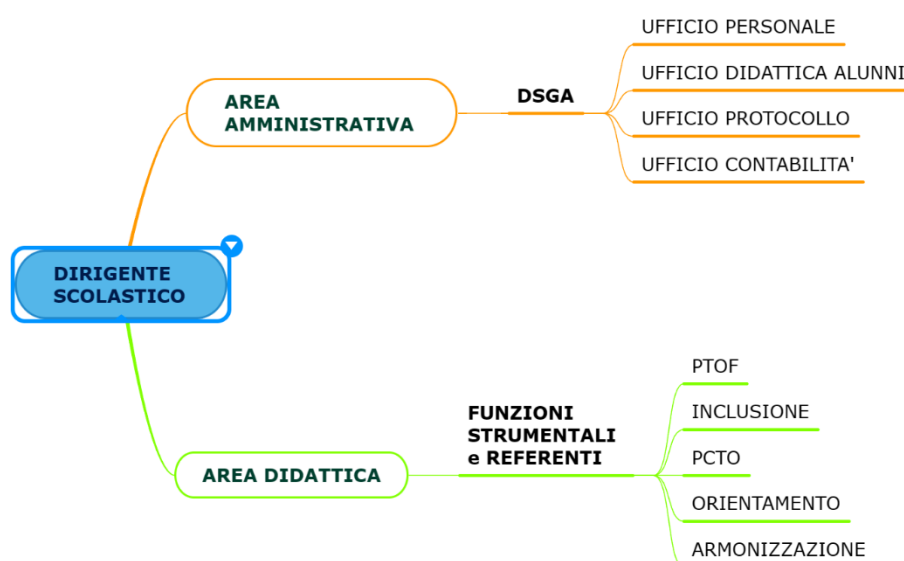 UFFICIO PERSONALE
UFFICIO DIDATTICA ALUNNI
UFFICIO PROTOCOLLO
UFFICIO CONTABILITA'
DSGA
AREA
AMMINISTRATIVA
DIRIGENTE
SCOLASTICO
AREA DIDATTICA
FUNZIONI
STRUMENTALI
e REFERENTI
PTOF
INCLUSIONE
PCTO
ORIENTAMENTO
ARMONIZZAZIONE